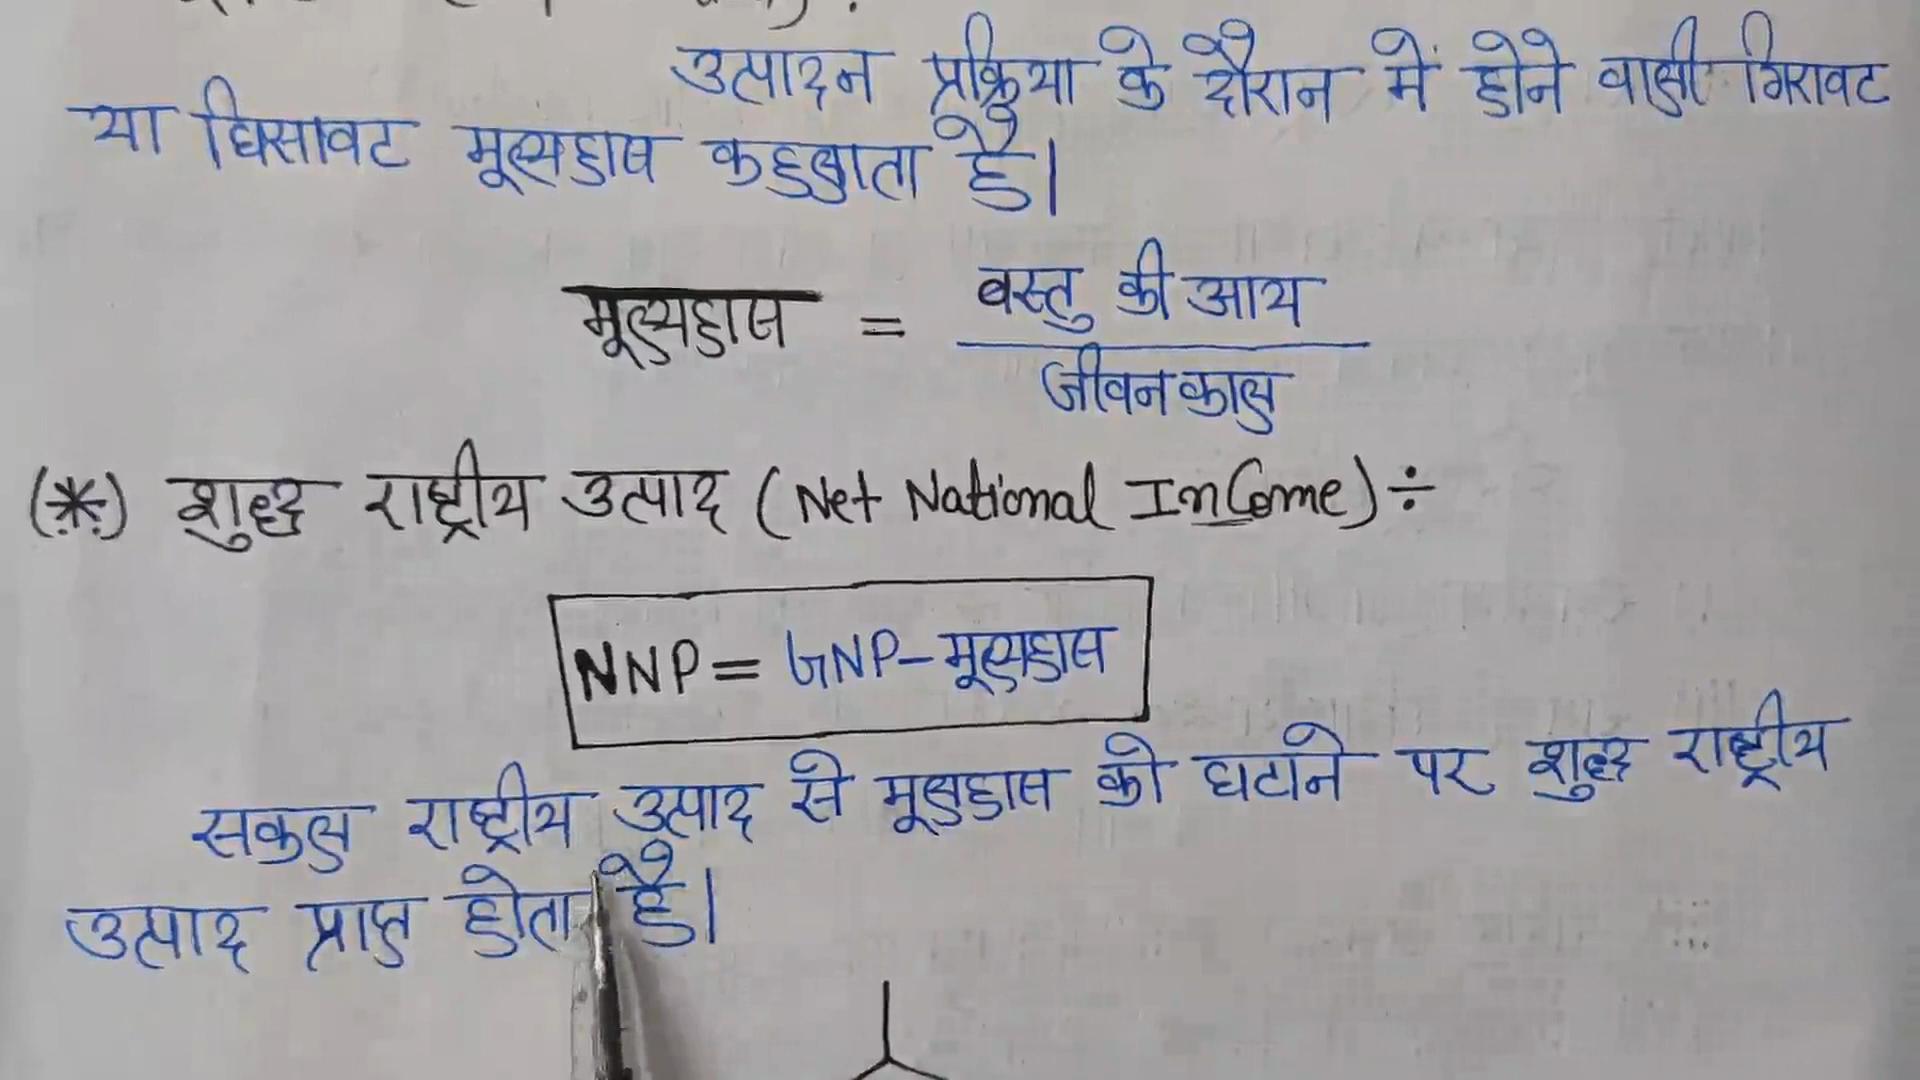 उत्पादन प्रक्रिया के दौरान में होने वाली गिरावट
या घिसावट मूल्यह्रास कहलाता है।
मूल्यह्रास = वस्तु की आय
जीवनकाल
(*) शुद्ध राष्ट्रीय उत्पाद (Net National InCome) ÷
NNP = GNP - मूल्यह्रास
सकल राष्ट्रीय उत्पाद से मूल्यह्रास को घटाने पर शुद्ध राष्ट्रीय
उत्पाद प्राप्त होता है।